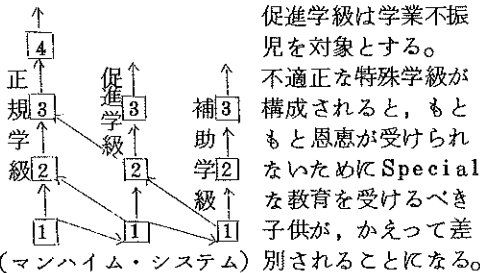 促進学級は学業不振
児を対象とする。
不適正な特殊学級が
構成されると，もと
もと恩恵が受けられ
ないためにSpecial
な教育を受けるべき
子供が，かえって差
別されることになる。
4
正規学級
3
2
1
促進学級
3
2
1
補助学級
3
2
1
(マンハイム・システム)